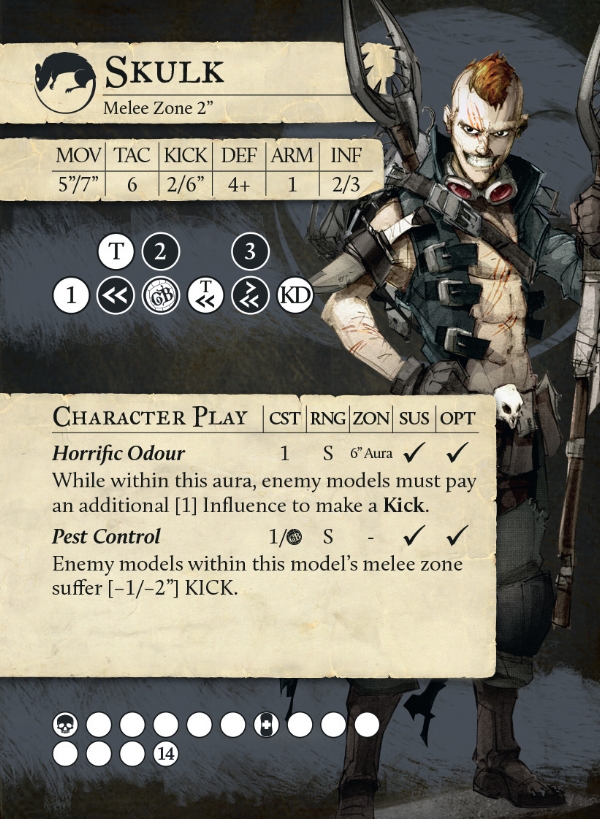 Skulk
Melee Zone 2”
MOV TAC KICK DEF ARM INF
5”/7” 6 2/6” 4+ 1 2/3
T 2 3
1 << GB T << >< << KD
Character Play CST RNG ZON SUS OPT
Horrific Odour 1 S 6” Aura ✓ ✓
While within this aura, enemy models must pay
an additional [1] Influence to make a Kick.
Pest Control 1/GB S - ✓ ✓
Enemy models within this model’s melee zone
suffer [–1/–2”] KICK.
14